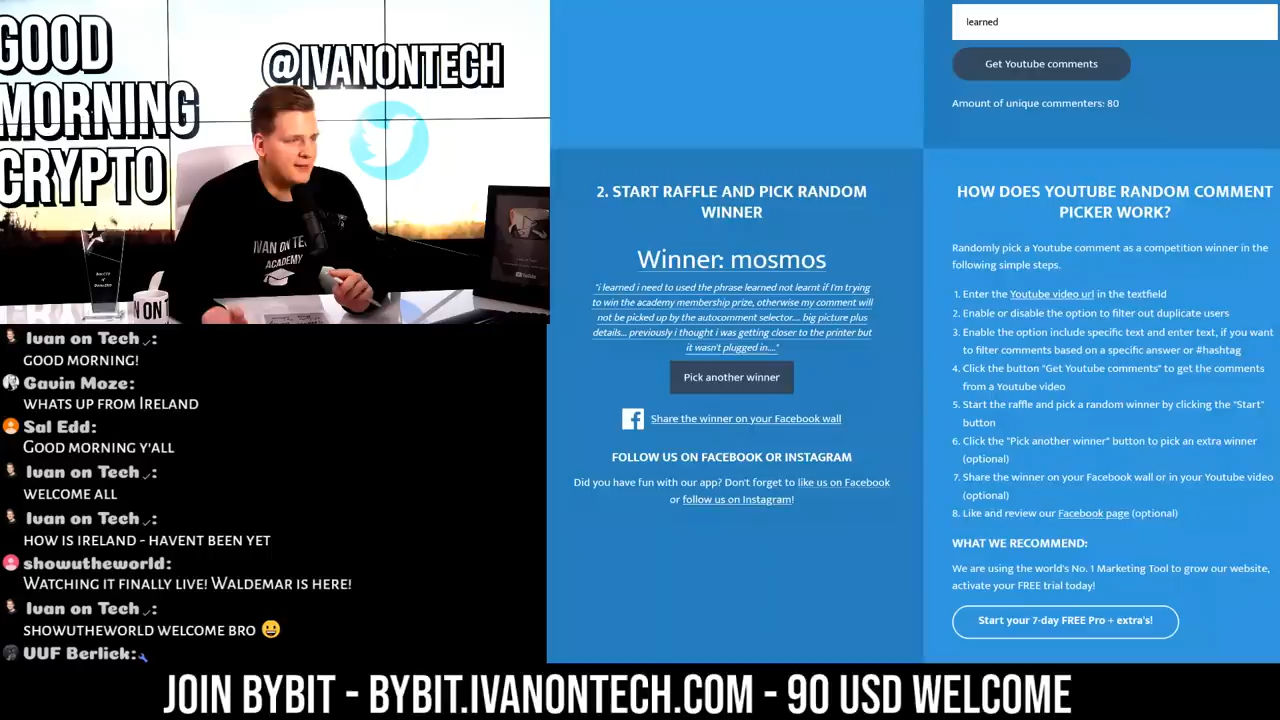 GOOD
MORNING
CRYPTO
@IVANONTECH
IVAN ON TECH
ACADEMY
N ON
Ivan on Tech:
GOOD MORNING!
Gavin Moze:
WHATS UP FROM IRELAND
Sal Edd:
GOOD MORNING Y'ALL
Ivan on Tech:
WELCOME ALL
Ivan on Tech:
HOW IS IRELAND - HAVENT BEEN YET
showutheworld:
WATCHING IT FINALLY LIVE! WALDEMAR IS HERE!
Ivan on Tech:
SHOWUTHEWORLD WELCOME BRO 😀
UUF Berlick:
2. START RAFFLE AND PICK RANDOM
WINNER
Winner: mosmos
"i learned i need to used the phrase learned not learnt if I'm trying
to win the academy membership prize, otherwise my comment will
not be picked up by the autocomment selector.... big picture plus
details... previously i thought i was getting closer to the printer but
it wasn't plugged in...."
Pick another winner
Share the winner on your Facebook wall
FOLLOW US ON FACEBOOK OR INSTAGRAM
Did you have fun with our app? Don't forget to like us on Facebook
or follow us on Instagram!
learned
Get Youtube comments
Amount of unique commenters: 80
HOW DOES YOUTUBE RANDOM COMMENT
PICKER WORK?
Randomly pick a Youtube comment as a competition winner in the
following simple steps.
1. Enter the Youtube video url in the textfield
2. Enable or disable the option to filter out duplicate users
3. Enable the option include specific text and enter text, if you want
to filter comments based on a specific answer or #hashtag
4. Click the button "Get Youtube comments" to get the comments
from a Youtube video
5. Start the raffle and pick a random winner by clicking the "Start"
button
6. Click the "Pick another winner" button to pick an extra winner
(optional)
7. Share the winner on your Facebook wall or in your Youtube video
(optional)
8. Like and review our Facebook page (optional)
WHAT WE RECOMMEND:
We are using the world's No. 1 Marketing Tool to grow our website,
activate your FREE trial today!
Start your 7-day FREE Pro + extra's!
JOIN BYBIT - BYBIT.IVANONTECH.COM - 90 USD WELCOME